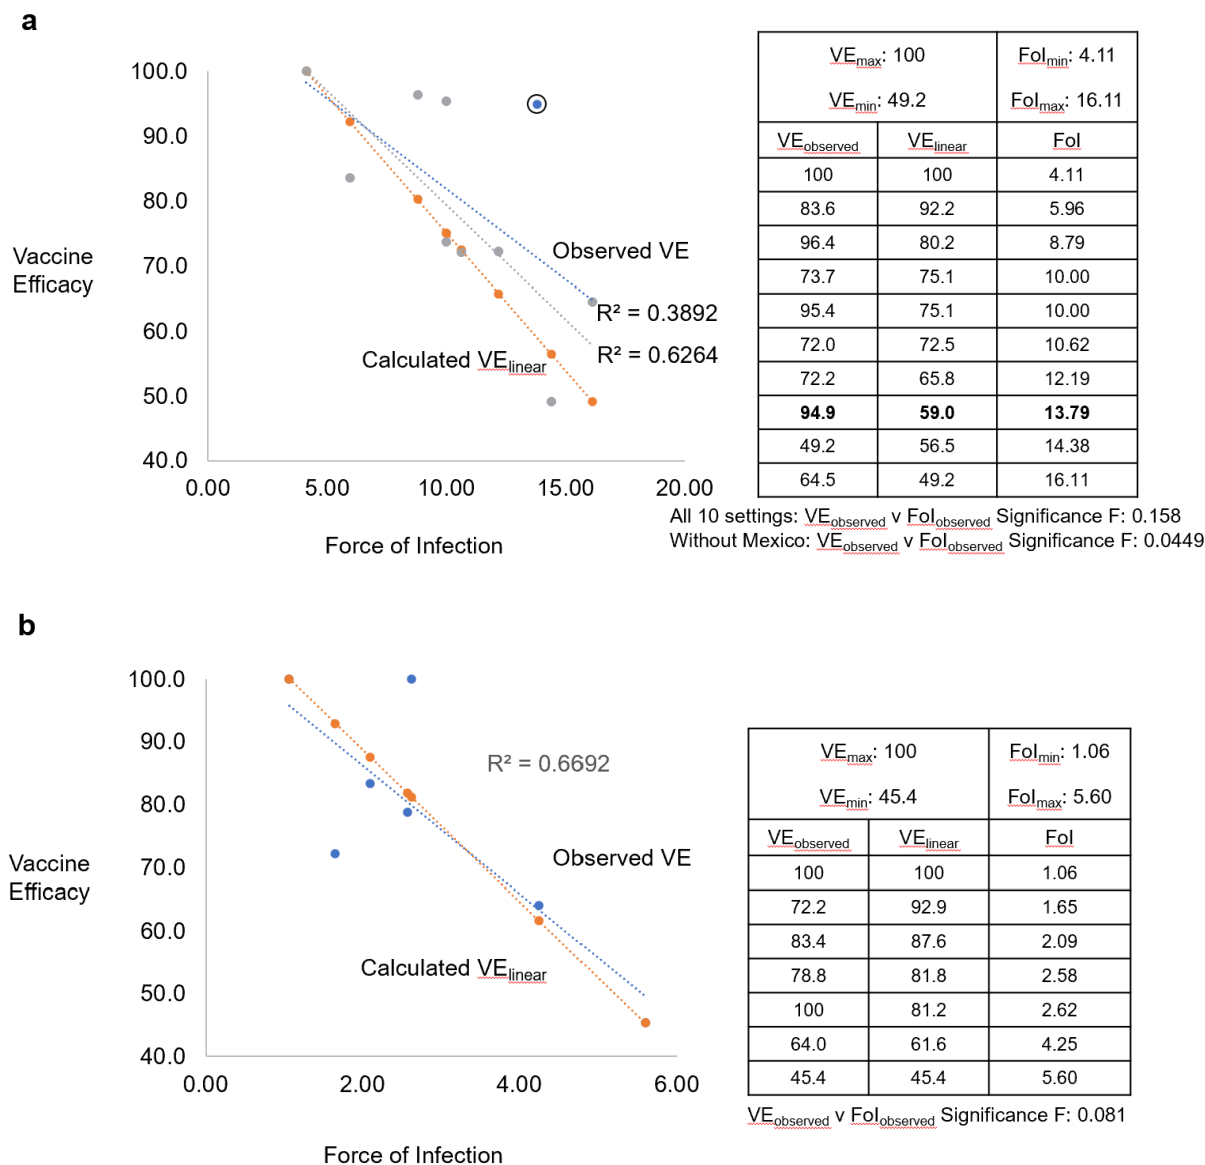 a
100.0
90.0
80.0
70.0
60.0
50.0
40.0
Vaccine
Efficacy
0.00 5.00 10.00 15.00 20.00
Force of Infection
Observed VE
R² = 0.3892
R² = 0.6264
Calculated VElinear
VEmax: 100 FoImin: 4.11
VEmin: 49.2 FoImax: 16.11
VEobserved VElinear FoI
100 100 4.11
83.6 92.2 5.96
96.4 80.2 8.79
73.7 75.1 10.00
95.4 75.1 10.00
72.0 72.5 10.62
72.2 65.8 12.19
94.9 59.0 13.79
49.2 56.5 14.38
64.5 49.2 16.11
All 10 settings: VEobserved v FoIobserved Significance F: 0.158
Without Mexico: VEobserved v FoIobserved Significance F: 0.0449
b
100.0
90.0
80.0
70.0
60.0
50.0
40.0
Vaccine
Efficacy
0.00 2.00 4.00 6.00
Force of Infection
R² = 0.6692
Observed VE
Calculated VElinear
VEmax: 100 FoImin: 1.06
VEmin: 45.4 FoImax: 5.60
VEobserved VElinear FoI
100 100 1.06
72.2 92.9 1.65
83.4 87.6 2.09
78.8 81.8 2.58
100 81.2 2.62
64.0 61.6 4.25
45.4 45.4 5.60
VEobserved v FoIobserved Significance F: 0.081